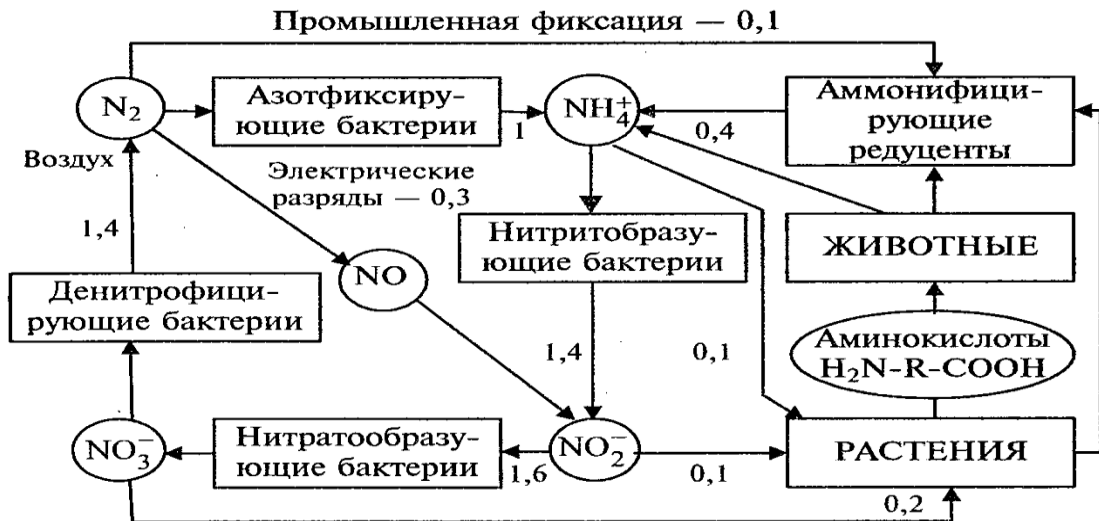 Промышленная фиксация — 0,1
N₂
Азотфиксиру-
ющие бактерии
1
NH₄⁺
0,4
Аммонифици-
рующие
редуценты
Воздух
Электрические
разряды — 0,3
1,4
Нитритобразу-
ющие бактерии
ЖИВОТНЫЕ
NO
Денитрофици-
рующие бактерии
1,4
0,1
Аминокислоты
H₂N-R-COOH
NO₃⁻
Нитратообразу-
ющие бактерии
1,6
NO₂⁻
0,1
РАСТЕНИЯ
0,2